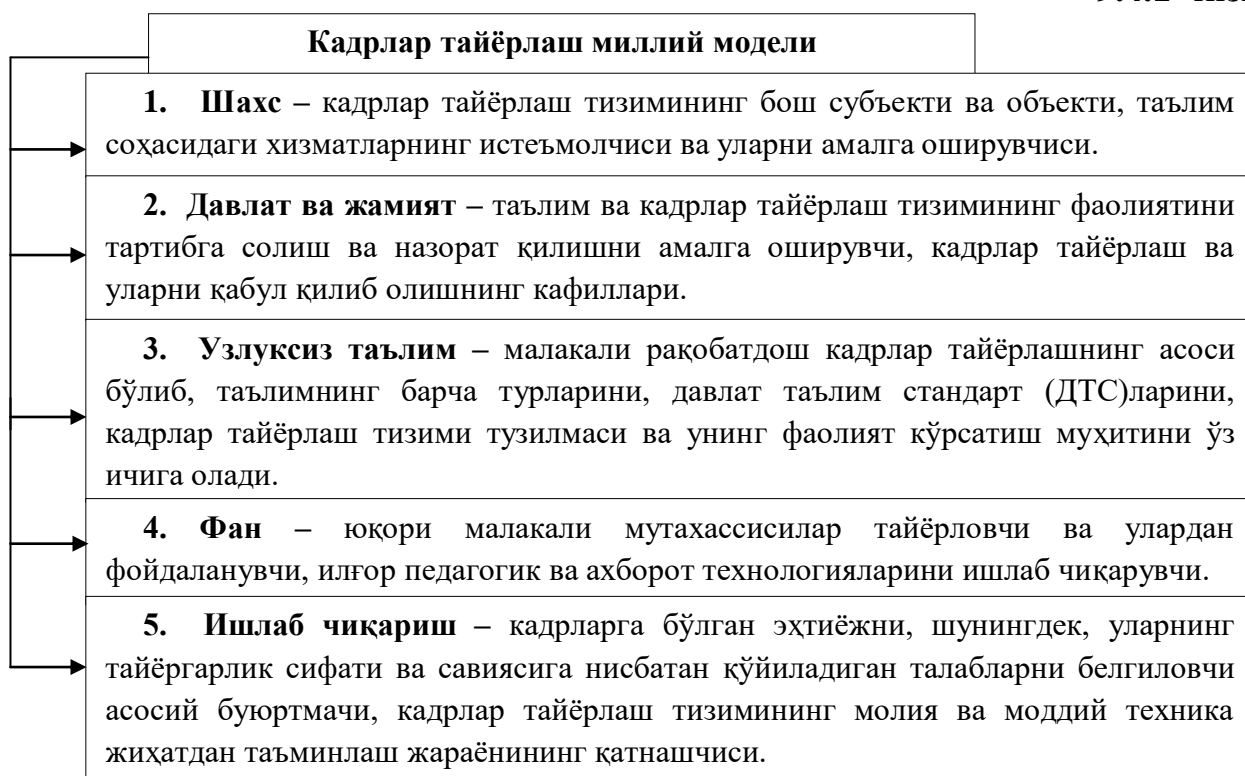 Кадрлар тайёрлаш миллий модели
1. Шахс – кадрлар тайёрлаш тизимининг бош субъекти ва объекти, таълим
соҳасидаги хизматларнинг истеъмолчиси ва уларни амалга оширувчиси.
2. Давлат ва жамият – таълим ва кадрлар тайёрлаш тизимининг фаолиятини
тартибга солиш ва назорат қилишни амалга оширувчи, кадрлар тайёрлаш ва
уларни қабул қилиб олишнинг кафиллари.
3. Узлуксиз таълим – малакали рақобатдош кадрлар тайёрлашнинг асоси
бўлиб, таълимнинг барча турларини, давлат таълим стандарт (ДТС)ларини,
кадрлар тайёрлаш тизими тузилмаси ва унинг фаолият кўрсатиш муҳитини ўз
ичига олади.
4. Фан – юқори малакали мутахассисилар тайёрловчи ва улардан
фойдаланувчи, илғор педагогик ва ахборот технологияларини ишлаб чиқарувчи.
5. Ишлаб чиқариш – кадрларга бўлган эҳтиёжни, шунингдек, уларнинг
тайёргарлик сифати ва савиясига нисбатан қўйиладиган талабларни белгиловчи
асосий буюртмачи, кадрлар тайёрлаш тизимининг молия ва моддий техника
жиҳатдан таъминлаш жараёнининг қатнашчиси.